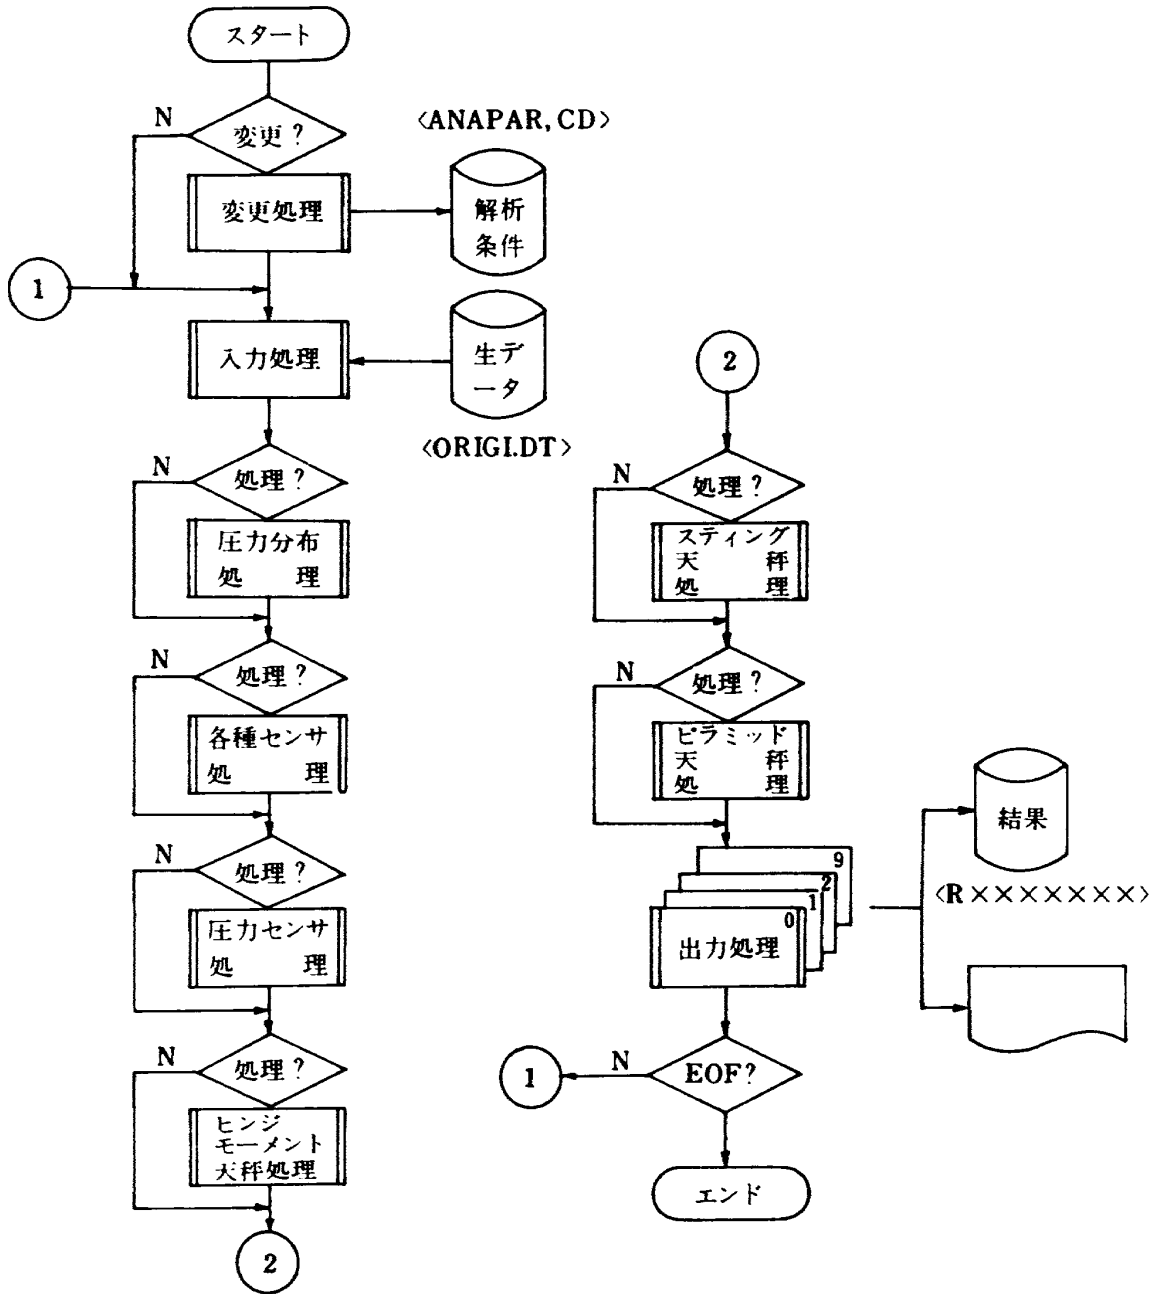 スタート
N
変更？
〈ANAPAR, CD〉
変更処理
解析
条件
1
入力処理
生デ
ータ
〈ORIGI.DT〉
N
処理？
圧力分布
処 理
N
処理？
各種センサ
処 理
N
処理？
圧力センサ
処 理
N
処理？
ヒンジ
モーメント
天秤処理
2
2
N
処理？
スティング
天 秤
処 理
N
処理？
ピラミッド
天 秤
処 理
9
2
1
0
出力処理
結果
〈R×××××××〉
1
N
EOF?
エンド